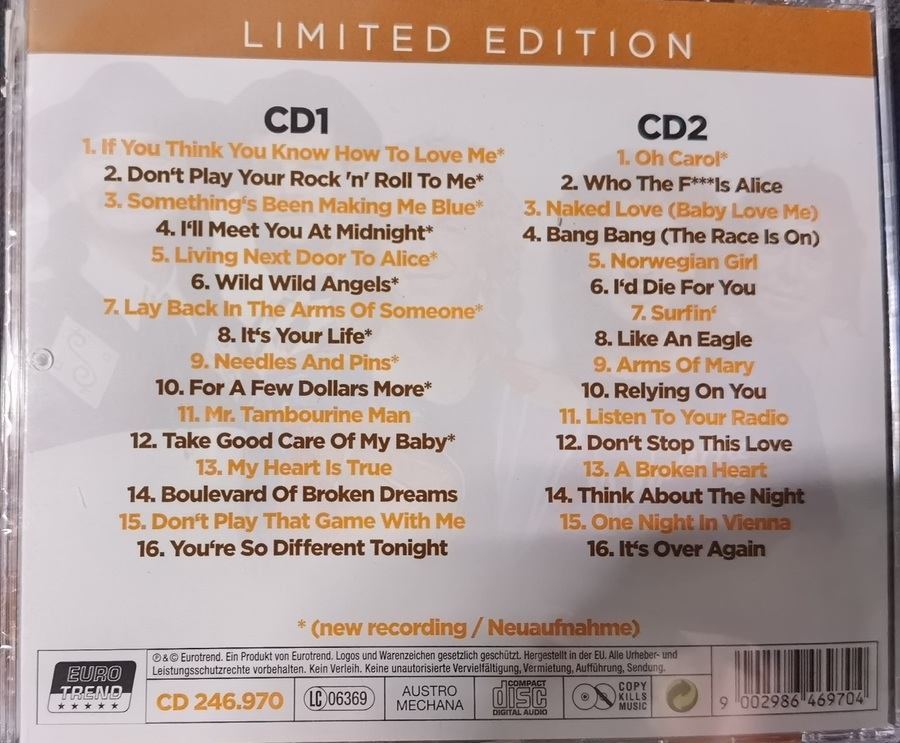 LIMITED EDITION
CD1
1. If You Think You Know How To Love Me*
2. Don‘t Play Your Rock 'n' Roll To Me*
3. Something‘s Been Making Me Blue*
4. I‘ll Meet You At Midnight*
5. Living Next Door To Alice*
6. Wild Wild Angels*
7. Lay Back In The Arms Of Someone*
8. It‘s Your Life*
9. Needles And Pins*
10. For A Few Dollars More*
11. Mr. Tambourine Man
12. Take Good Care Of My Baby*
13. My Heart Is True
14. Boulevard Of Broken Dreams
15. Don‘t Play That Game With Me
16. You‘re So Different Tonight
CD2
1. Oh Carol*
2. Who The F***Is Alice
3. Naked Love (Baby Love Me)
4. Bang Bang (The Race Is On)
5. Norwegian Girl
6. I‘d Die For You
7. Surfin‘
8. Like An Eagle
9. Arms Of Mary
10. Relying On You
11. Listen To Your Radio
12. Don‘t Stop This Love
13. A Broken Heart
14. Think About The Night
15. One Night In Vienna
16. It‘s Over Again
* (new recording / Neuaufnahme)
EURO
TREND
℗&© Eurotrend. Ein Produkt von Eurotrend. Logos und Warenzeichen gesetzlich geschützt. Hergestellt in der EU. Alle Urheber- und
Leistungsschutzrechte vorbehalten. Kein Verleih. Keine unautorisierte Vervielfältigung, Vermietung, Aufführung, Sendung.
CD 246.970
LC 06369
AUSTRO
MECHANA
COMPACT
disc
DIGITAL AUDIO
COPY
KILLS
MUSIC
9 002986 469704